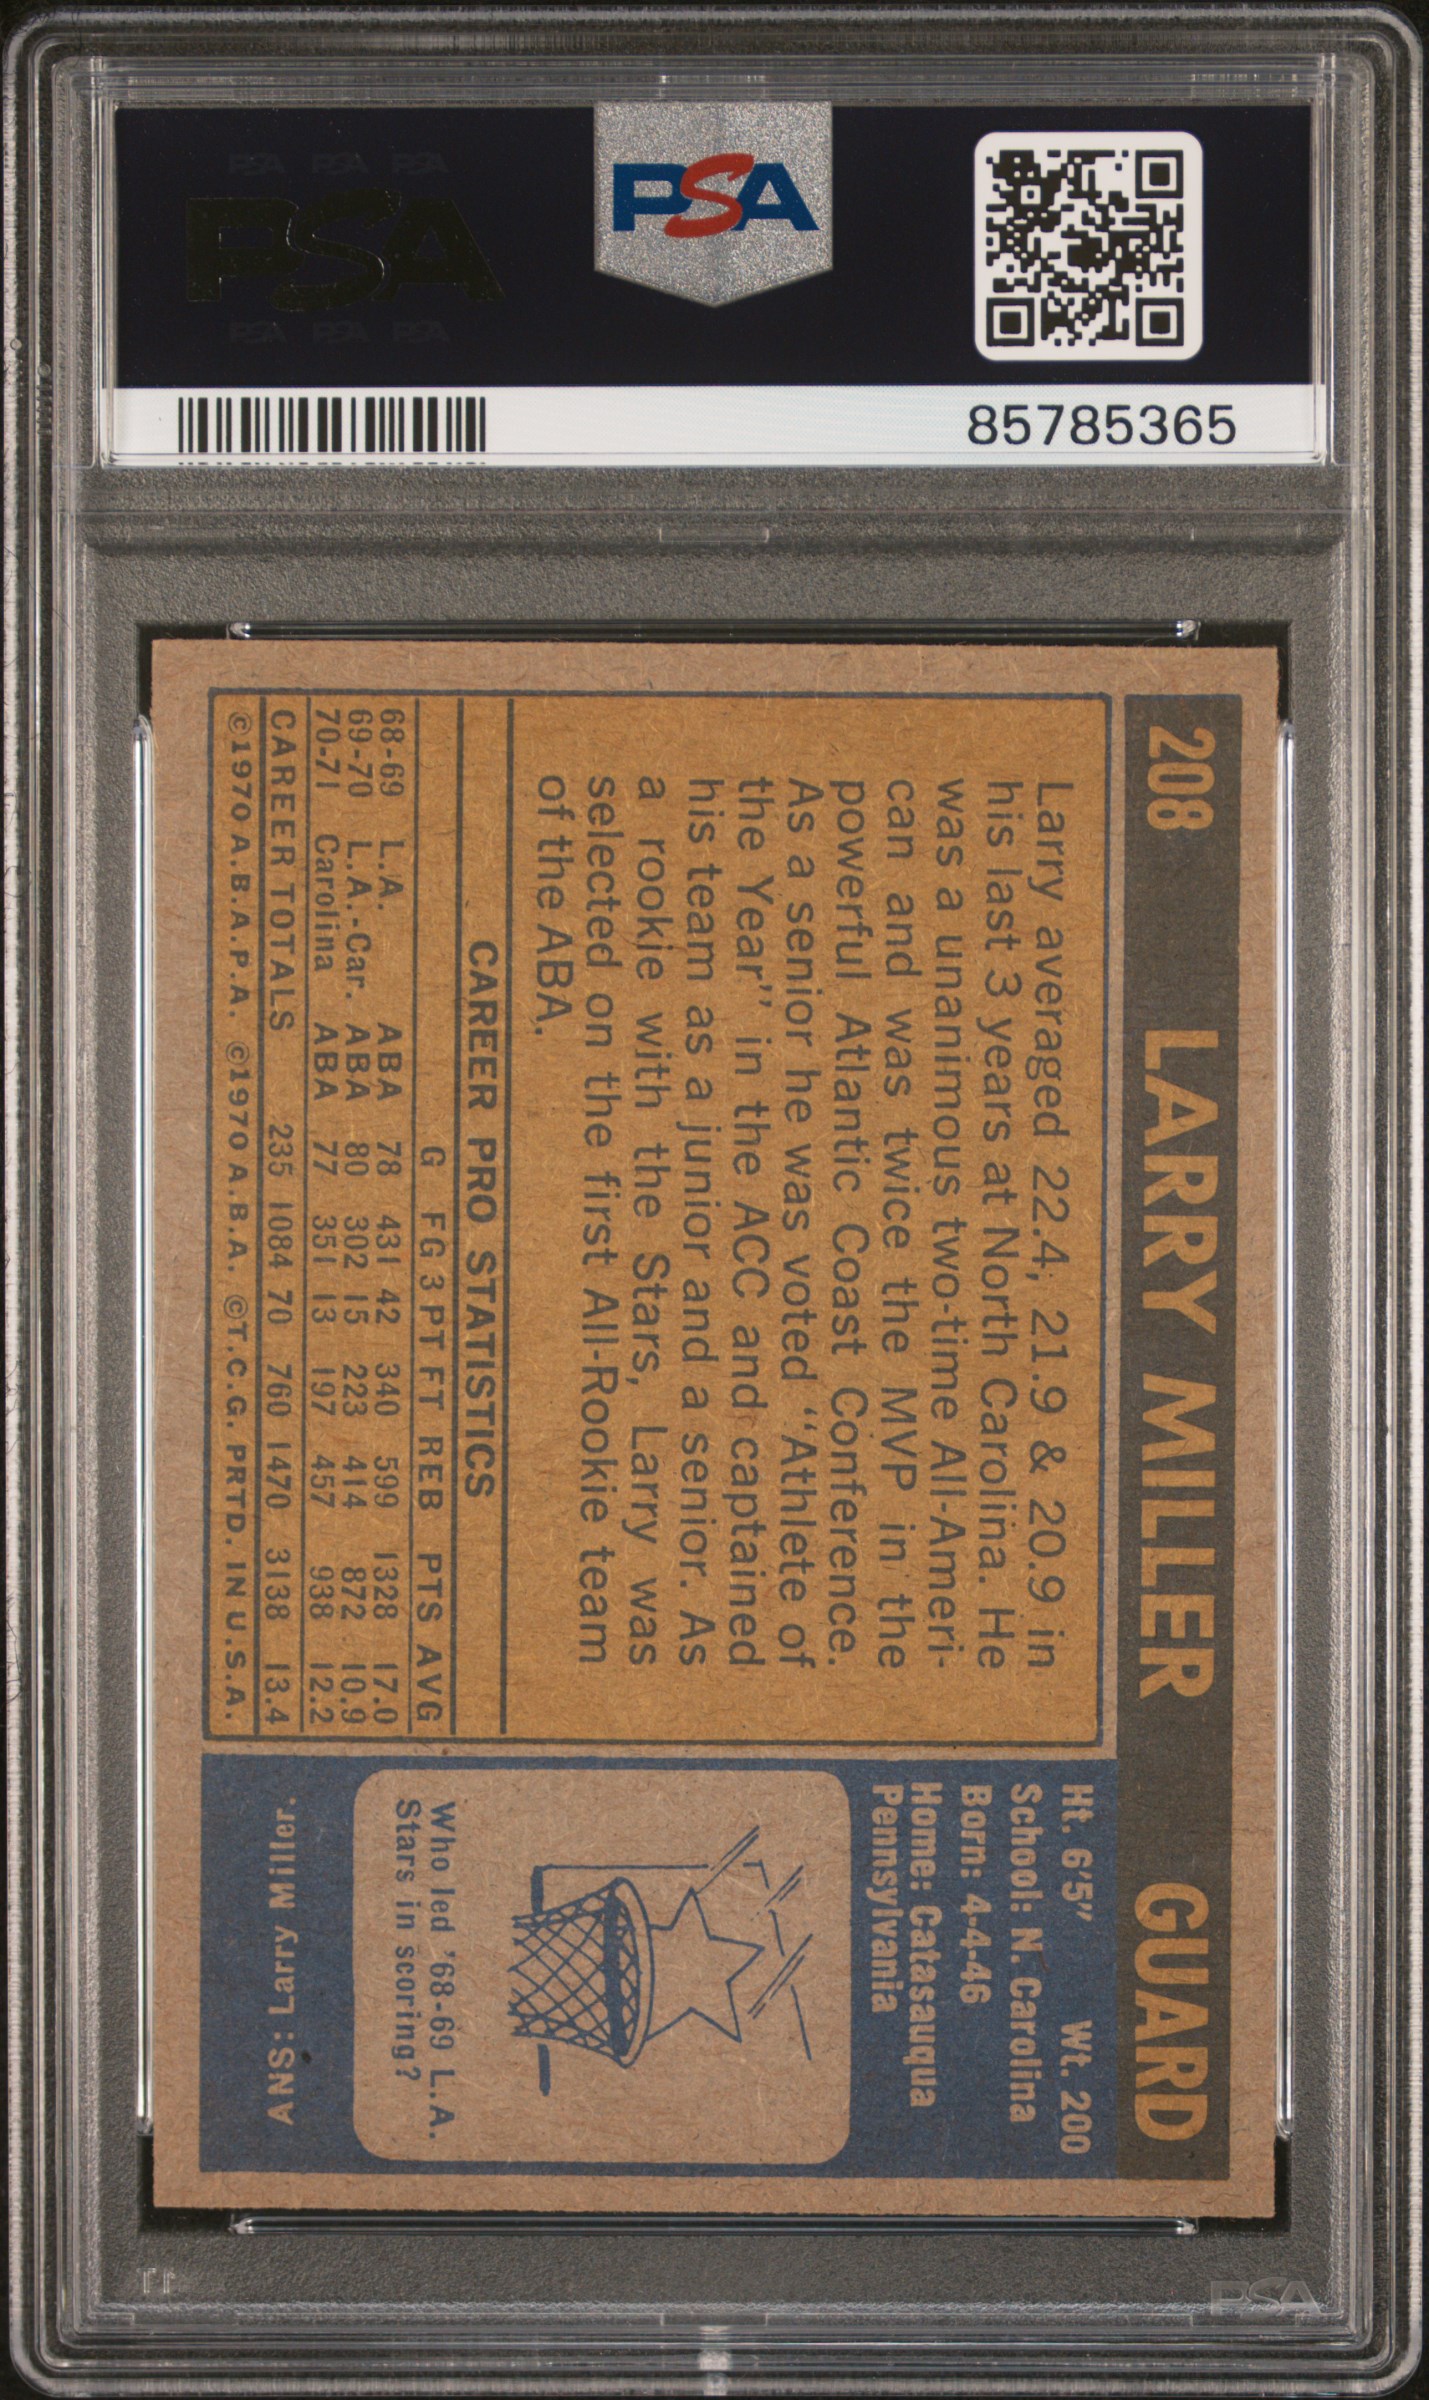 PSA PSA PSA
PSA
PSA PSA PSA
PSA
85785365
208 LARRY MILLER GUARD
Larry averaged 22.4, 21.9 & 20.9 in
his last 3 years at North Carolina. He
was a unanimous two-time All-Ameri-
can and was twice the MVP in the
powerful Atlantic Coast Conference.
As a senior he was voted “Athlete of
the Year” in the ACC and captained
his team as a junior and a senior. As
a rookie with the Stars, Larry was
selected on the first All-Rookie team
of the ABA.
CAREER PRO STATISTICS
G FG 3 PT FT REB PTS AVG
68-69 L.A. ABA 78 431 42 340 599 1328 17.0
69-70 L.A.-Car. ABA 80 302 15 223 414 872 10.9
70-71 Carolina ABA 77 351 13 197 457 938 12.2
CAREER TOTALS 235 1084 70 760 1470 3138 13.4
©1970 A.B.A.P.A. ©1970 A.B.A. ©T.C.G. PRTD. IN U.S.A.
Ht. 6'5" Wt. 200
School: N. Carolina
Born: 4-4-46
Home: Catasauqua
Pennsylvania
Who led '68-69 L.A.
Stars in scoring?
ANS: Larry Miller.
PSA